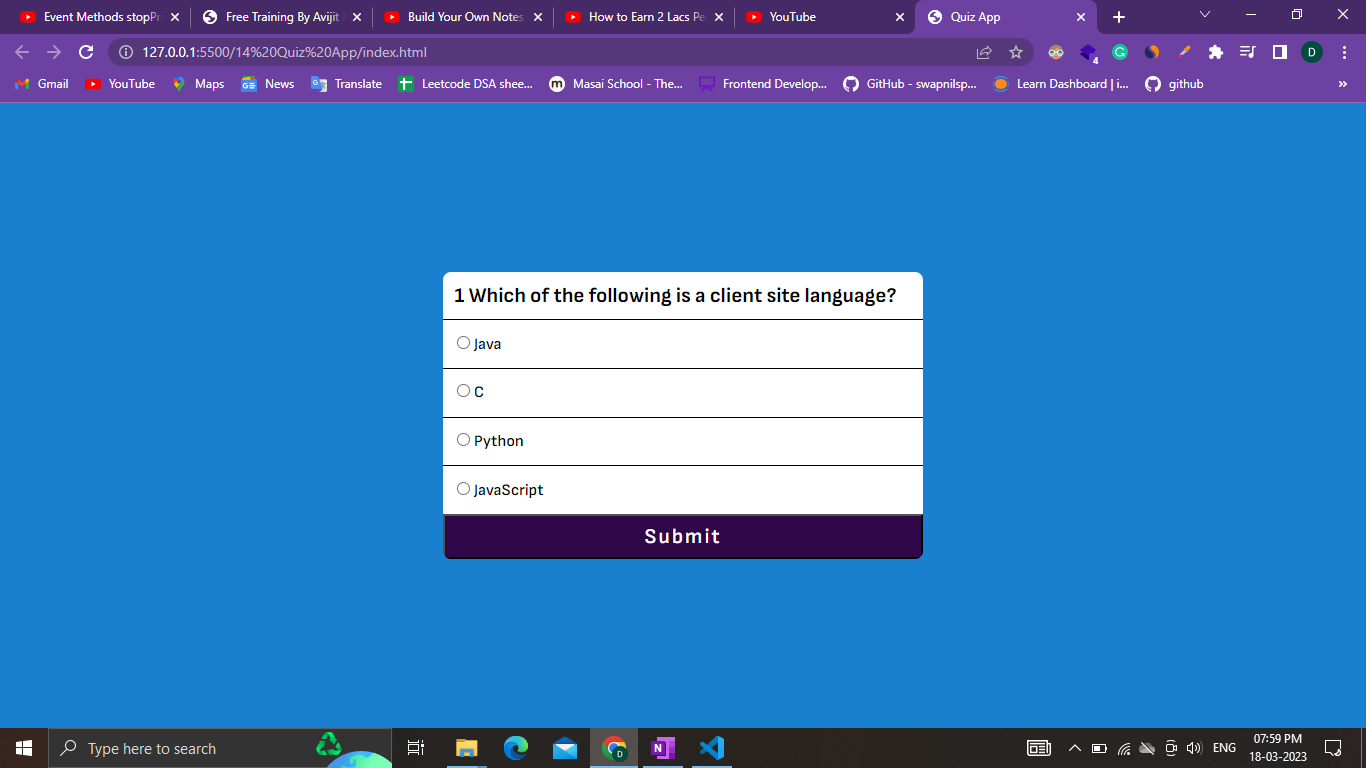 Event Methods stopPr
Free Training By Avijit
Build Your Own Notes
How to Earn 2 Lacs Pe
YouTube
Quiz App
127.0.0.1:5500/14%20Quiz%20App/index.html
4
G
D
Gmail
YouTube
Maps
News
Translate
Leetcode DSA shee...
m
Masai School - The...
Frontend Develop...
GitHub - swapnilsp...
Learn Dashboard | i...
github
»
1 Which of the following is a client site language?
Java
C
Python
JavaScript
Submit
Type here to search
D
N
ENG
07:59 PM
18-03-2023